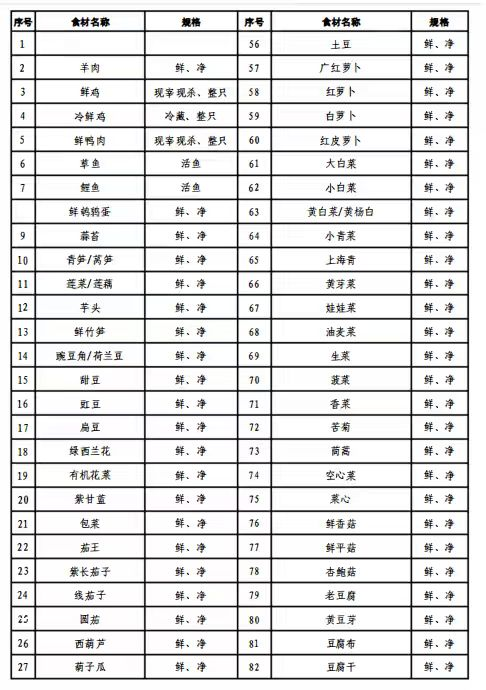 序号 食材名称 规格 序号 食材名称 规格
1 56 土豆 鲜、净
2 羊肉 鲜、净 57 广红萝卜 鲜、净
3 鲜鸡 现宰现杀、整只 58 红萝卜 鲜、净
4 冷鲜鸡 冷藏、整只 59 白萝卜 鲜、净
5 鲜鸭肉 现宰现杀、整只 60 红皮萝卜 鲜、净
6 草鱼 活鱼 61 大白菜 鲜、净
7 鲤鱼 活鱼 62 小白菜 鲜、净
鲜鹌鹑蛋 鲜、净 63 黄白菜/黄杨白 鲜、净
9 蒜苔 鲜、净 64 小青菜 鲜、净
10 青笋/莴笋 鲜、净 65 上海青 鲜、净
11 莲菜/莲藕 鲜、净 66 黄芽菜 鲜、净
12 芋头 鲜、净 67 娃娃菜 鲜、净
13 鲜竹笋 鲜、净 68 油麦菜 鲜、净
14 豌豆角/荷兰豆 鲜、净 69 生菜 鲜、净
15 甜豆 鲜、净 70 菠菜 鲜、净
16 豇豆 鲜、净 71 香菜 鲜、净
17 扁豆 鲜、净 72 苦菊 鲜、净
18 绿西兰花 鲜、净 73 茼蒿 鲜、净
19 有机花菜 鲜、净 74 空心菜 鲜、净
20 紫甘蓝 鲜、净 75 菜心 鲜、净
21 包菜 鲜、净 76 鲜香菇 鲜、净
22 茄王 鲜、净 77 鲜平菇 鲜、净
23 紫长茄子 鲜、净 78 杏鲍菇 鲜、净
24 线茄子 鲜、净 79 老豆腐 鲜、净
25 圆茄 鲜、净 80 黄豆芽 鲜、净
26 西葫芦 鲜、净 81 豆腐布 鲜、净
27 葫子瓜 鲜、净 82 豆腐干 鲜、净